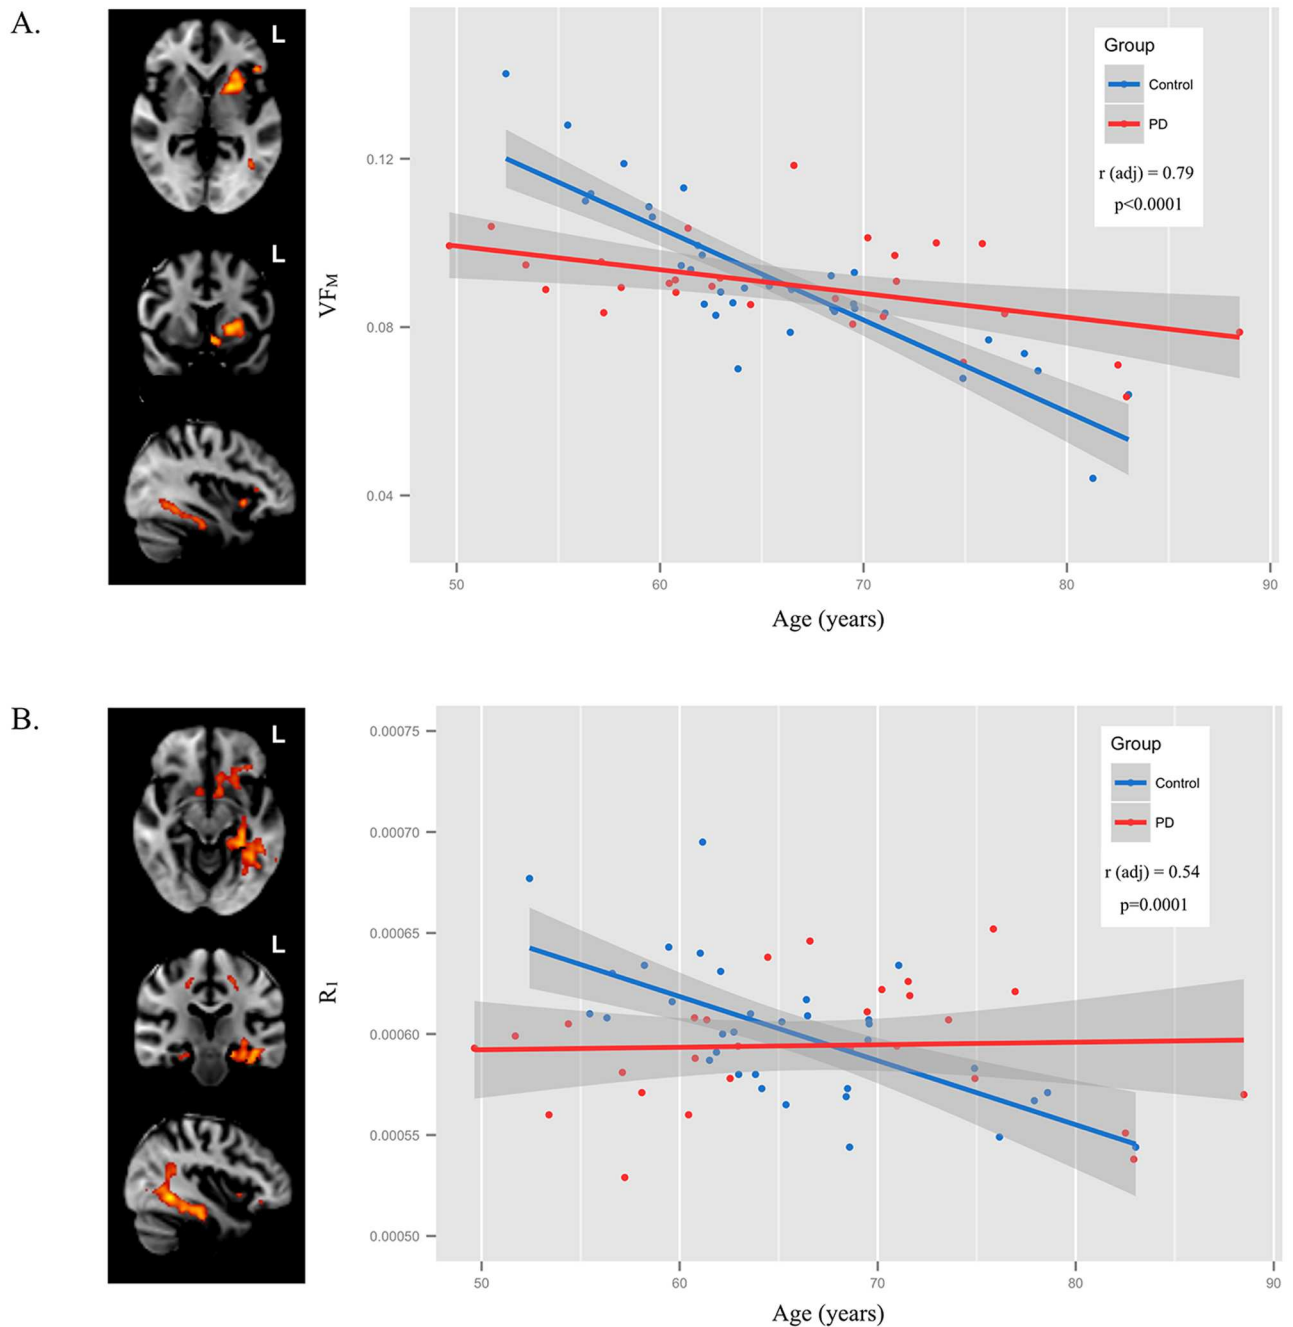 A.
L
L
VFM
0.12
0.08
0.04
50 60 70 80 90
Age (years)
Group
Control
PD
r (adj) = 0.79
p<0.0001
B.
L
L
R1
0.00075
0.00070
0.00065
0.00060
0.00055
0.00050
50 60 70 80 90
Age (years)
Group
Control
PD
r (adj) = 0.54
p=0.0001